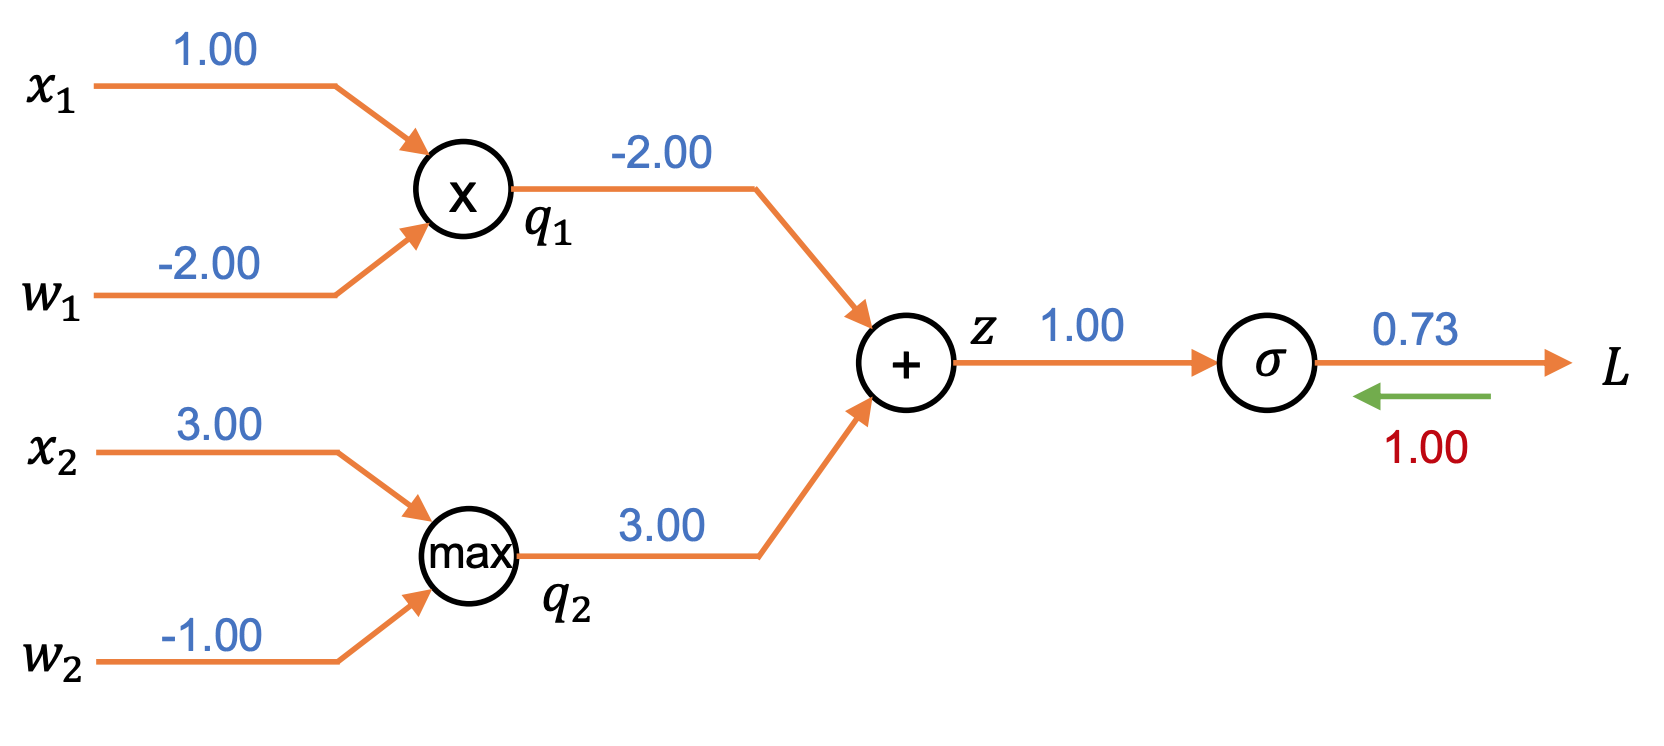 1.00
x₁
x
-2.00
q₁
-2.00
w₁
+
z
1.00
σ
0.73
L
1.00
3.00
x₂
max
3.00
q₂
-1.00
w₂